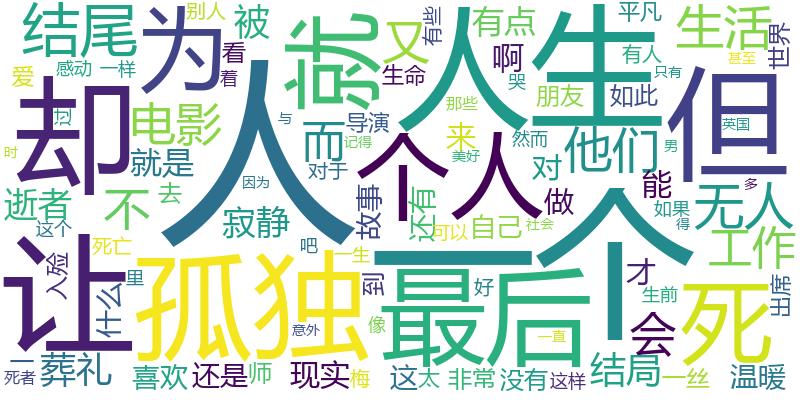 别人
平凡
结尾
为
被
就
又
有些
人生
有点
生活
世界
看
着
啊
有人
甚至
爱
感动
一样
生命
哭
只有
却
过
电影
人
与
导演
那些
朋友
如此
但
英国
就是
而
记得
来
然而
他们
男
时
对于
美好
对
个人
能
因为
多
逝者
不
去
寂静
故事
还有
自己
做
如果
得
无人
这个
可以
社会
一个
工作
让
死亡
吧
一生
入殓
里
什么
孤独
到
最后
好
才
生前
死
出席
意外
像
一直
会
一
死者
葬礼
喜欢
还是
师
现实
梅
这
太
非常
没有
这样
结局
一丝
温暖